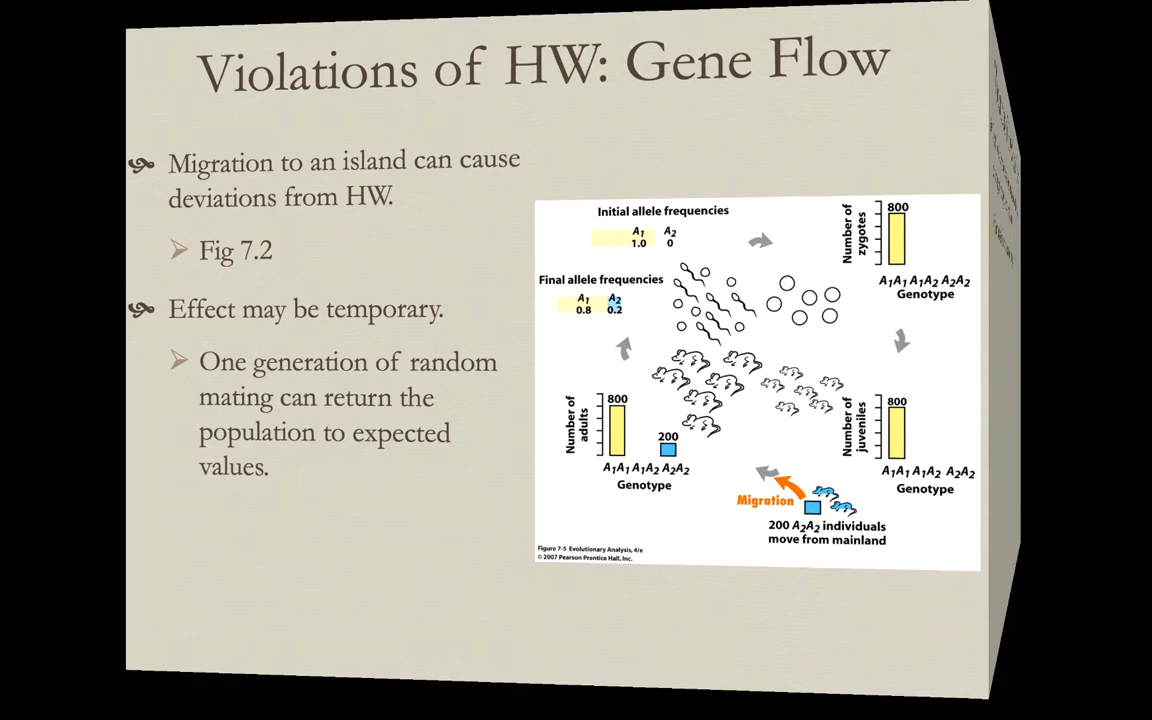 Violations of HW: Gene Flow
Migration to an island can cause
deviations from HW.
Fig 7.2
Effect may be temporary.
One generation of random
mating can return the
population to expected
values.
Initial allele frequencies
A1 A2
1.0 0
Final allele frequencies
A1 A2
0.8 0.2
Number of
zygotes
800
A1A1 A1A2 A2A2
Genotype
Number of
adults
800
200
A1A1 A1A2 A2A2
Genotype
Number of
juveniles
800
A1A1 A1A2 A2A2
Genotype
Migration
200 A2A2 individuals
move from mainland
Figure 7-5 Evolutionary Analysis, 4/e
© 2007 Pearson Prentice Hall, Inc.